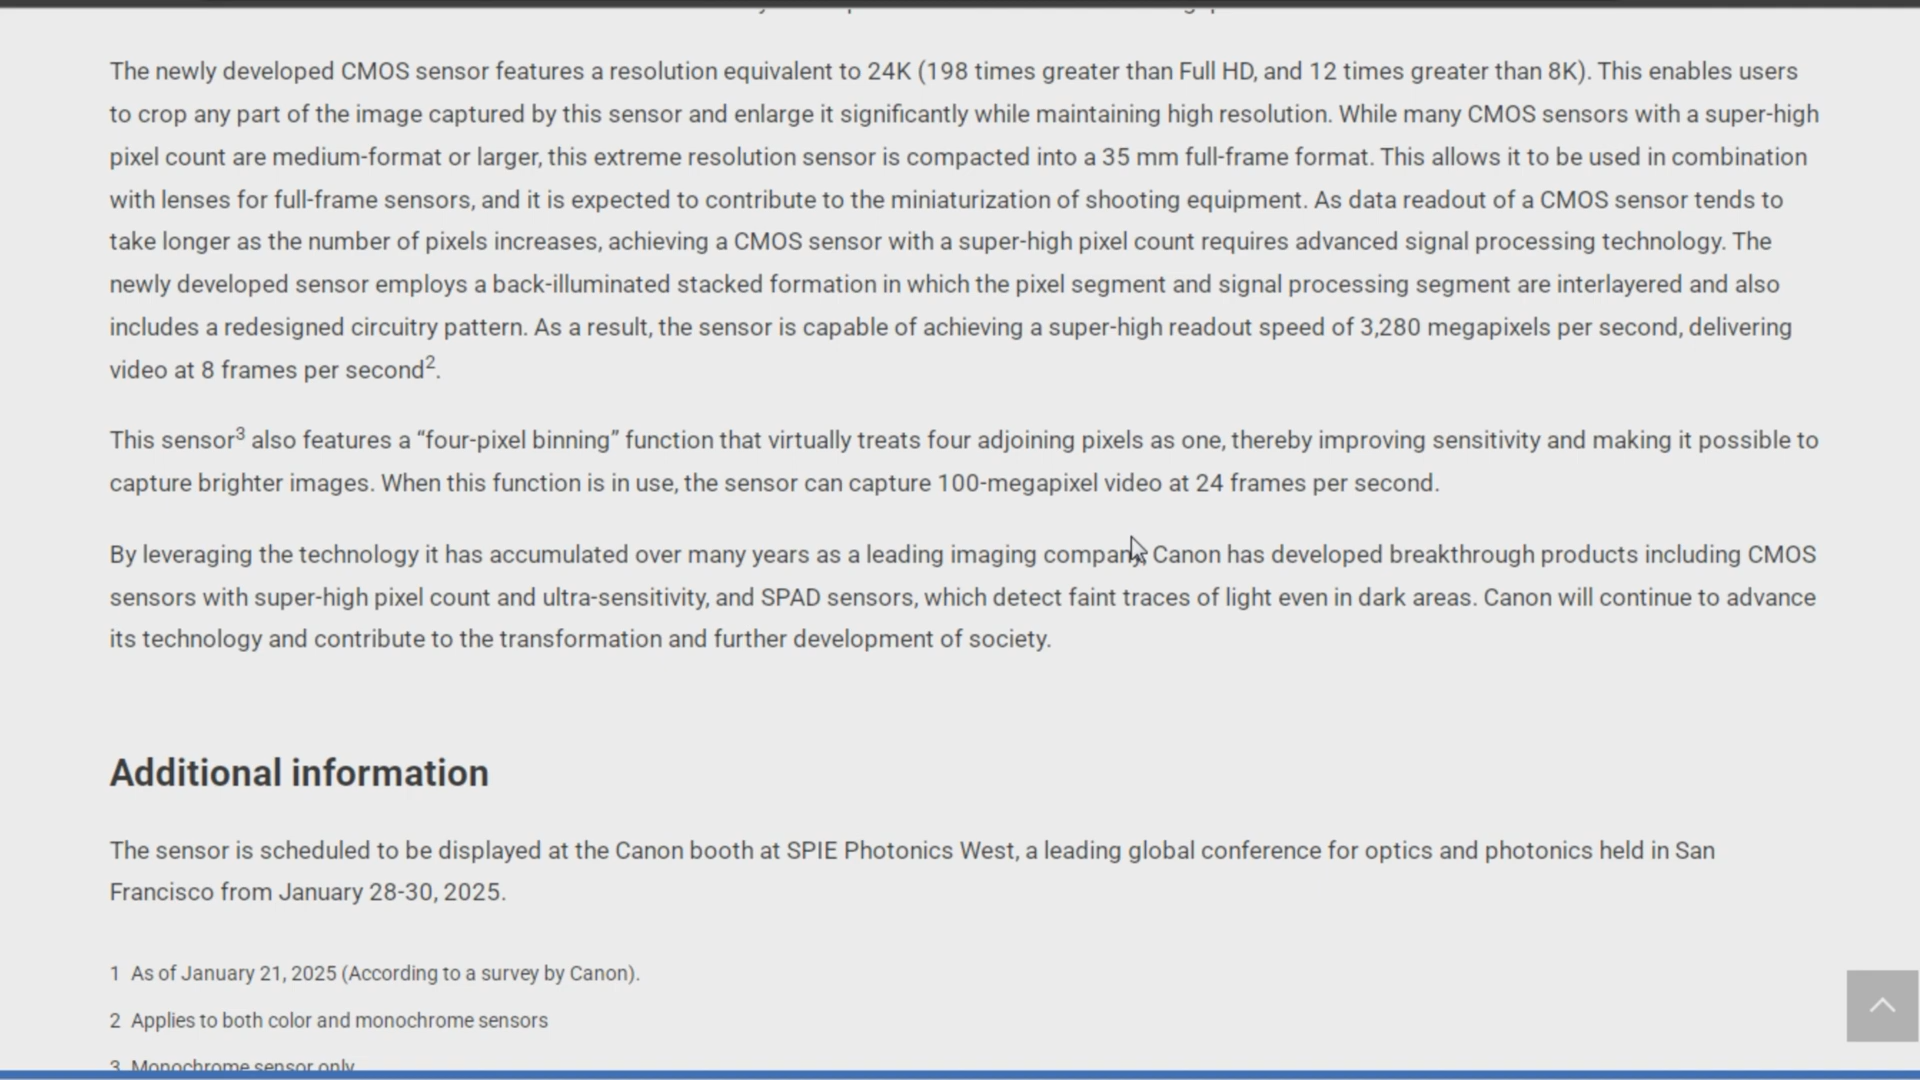 The newly developed CMOS sensor features a resolution equivalent to 24K (198 times greater than Full HD, and 12 times greater than 8K). This enables users
to crop any part of the image captured by this sensor and enlarge it significantly while maintaining high resolution. While many CMOS sensors with a super-high
pixel count are medium-format or larger, this extreme resolution sensor is compacted into a 35 mm full-frame format. This allows it to be used in combination
with lenses for full-frame sensors, and it is expected to contribute to the miniaturization of shooting equipment. As data readout of a CMOS sensor tends to
take longer as the number of pixels increases, achieving a CMOS sensor with a super-high pixel count requires advanced signal processing technology. The
newly developed sensor employs a back-illuminated stacked formation in which the pixel segment and signal processing segment are interlayered and also
includes a redesigned circuitry pattern. As a result, the sensor is capable of achieving a super-high readout speed of 3,280 megapixels per second, delivering
video at 8 frames per second².
This sensor³ also features a “four-pixel binning” function that virtually treats four adjoining pixels as one, thereby improving sensitivity and making it possible to
capture brighter images. When this function is in use, the sensor can capture 100-megapixel video at 24 frames per second.
By leveraging the technology it has accumulated over many years as a leading imaging company, Canon has developed breakthrough products including CMOS
sensors with super-high pixel count and ultra-sensitivity, and SPAD sensors, which detect faint traces of light even in dark areas. Canon will continue to advance
its technology and contribute to the transformation and further development of society.
Additional information
The sensor is scheduled to be displayed at the Canon booth at SPIE Photonics West, a leading global conference for optics and photonics held in San
Francisco from January 28-30, 2025.
1 As of January 21, 2025 (According to a survey by Canon).
2 Applies to both color and monochrome sensors
3 Monochrome sensor only